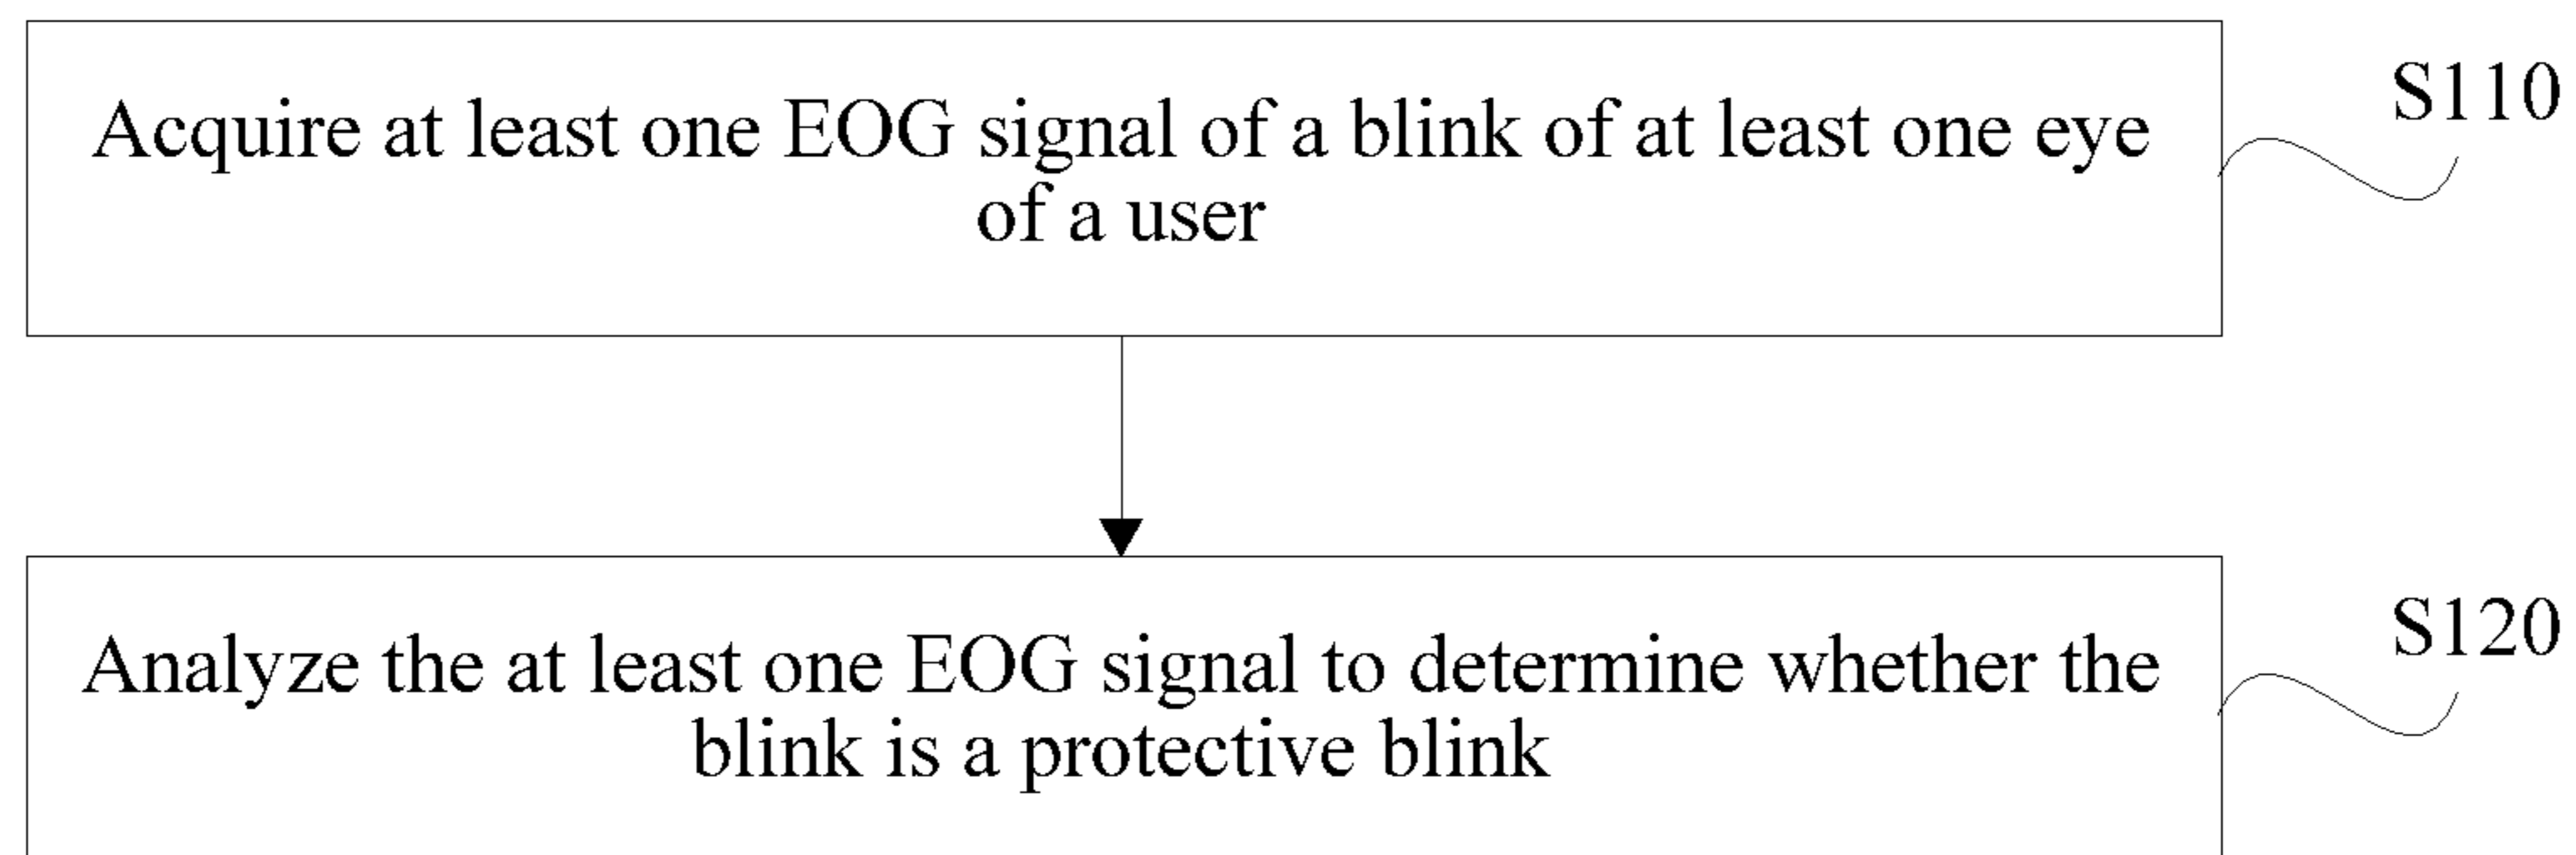 Acquire at least one EOG signal of a blink of at least one eye
of a user
S110
Analyze the at least one EOG signal to determine whether the
blink is a protective blink
S120